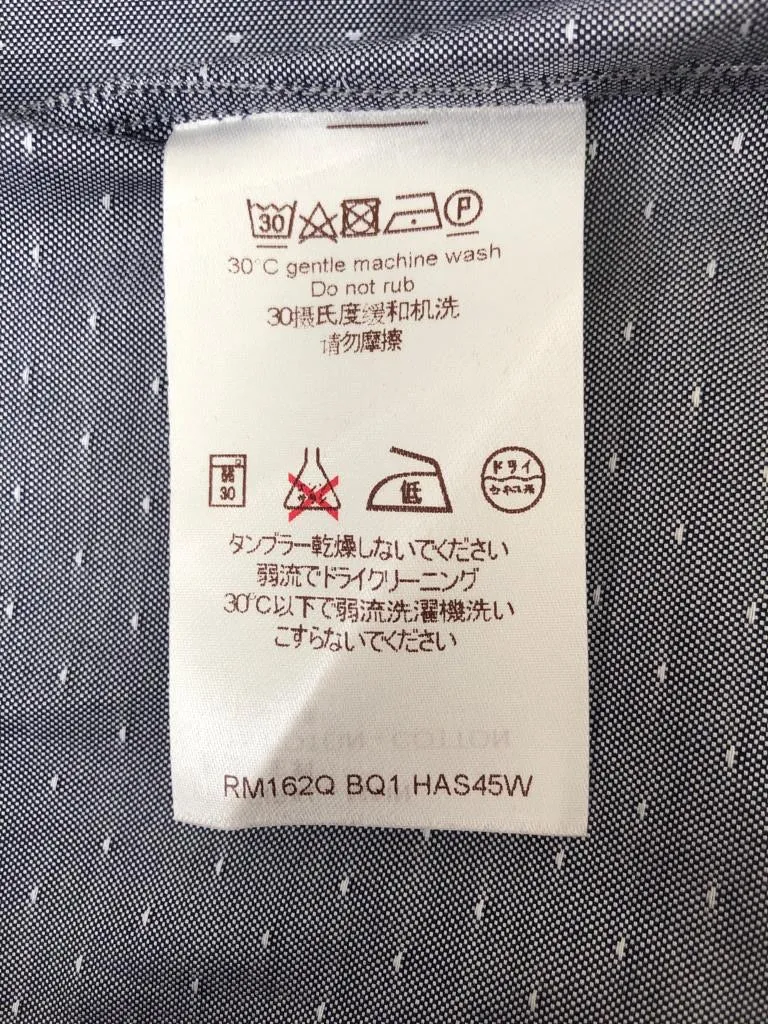 30 P
30°C gentle machine wash
Do not rub
30摄氏度缓和机洗
请勿摩擦
弱 30 低 ドライ
タンブラー乾燥しないでください
弱流でドライクリーニング
30℃以下で弱流洗濯機洗い
こすらないでください
RM162Q BQ1 HAS45W